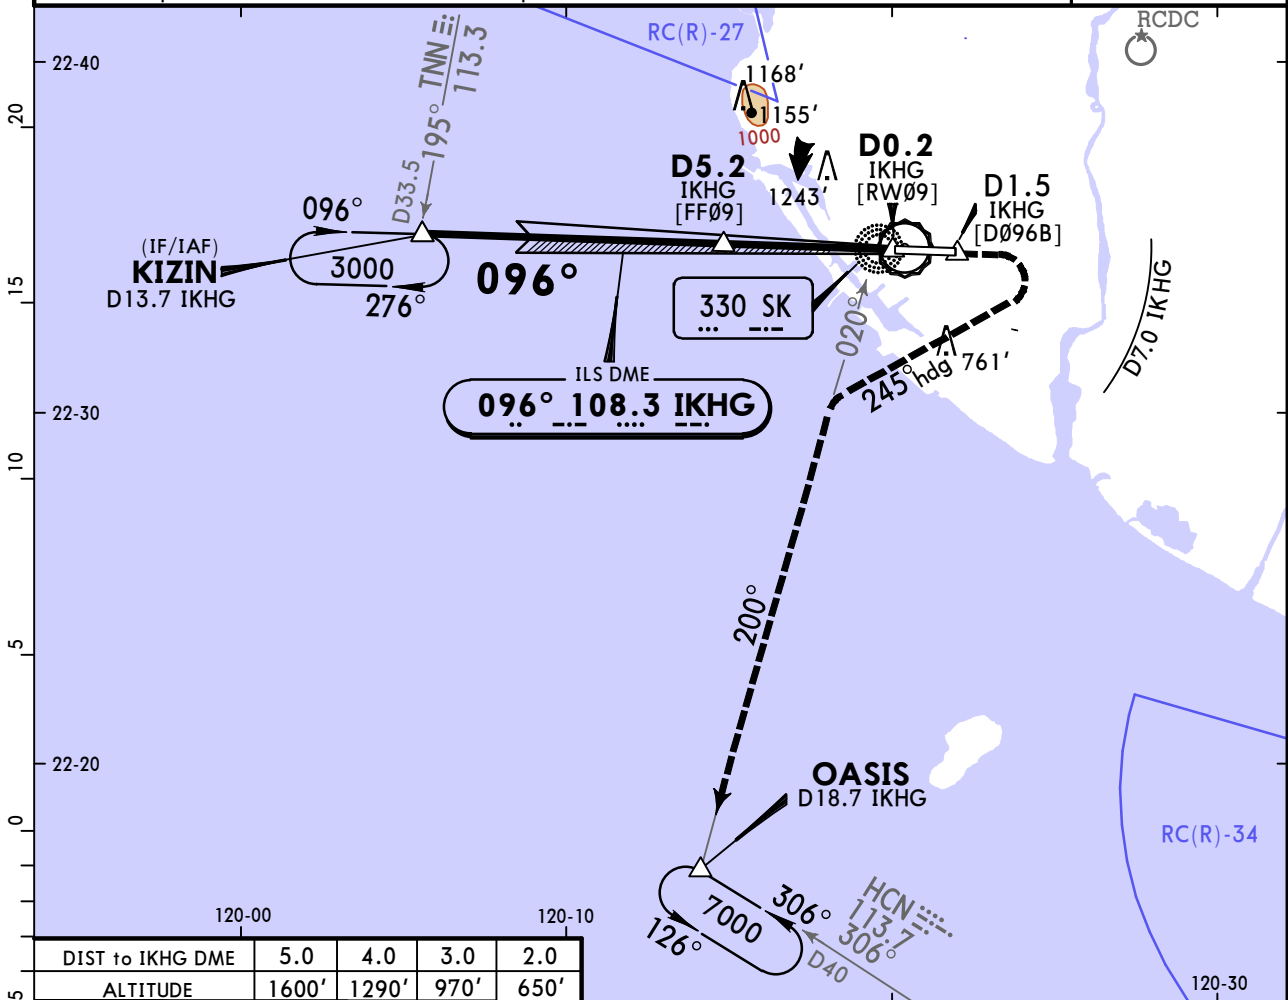 RCDC
RC(R)-27
TNN
113.3
195°
D33.5
22-40
20
1168'
1155'
1000
1243'
D5.2
IKHG
[FFØ9]
D0.2
IKHG
[RWØ9]
D1.5
IKHG
[DØ96B]
096°
3000
276°
(IF/IAF)
KIZIN
D13.7 IKHG
096°
330 SK
020°
15
D7.0 IKHG
761'
245° hdg
ILS DME
096° 108.3 IKHG
22-30
10
200°
5
22-20
OASIS
D18.7 IKHG
0
RC(R)-34
7000
306°
126°
HCN
113.7
306°
D40
120-00
120-10
120-30
5
DIST to IKHG DME 5.0 4.0 3.0 2.0
ALTITUDE 1600' 1290' 970' 650'